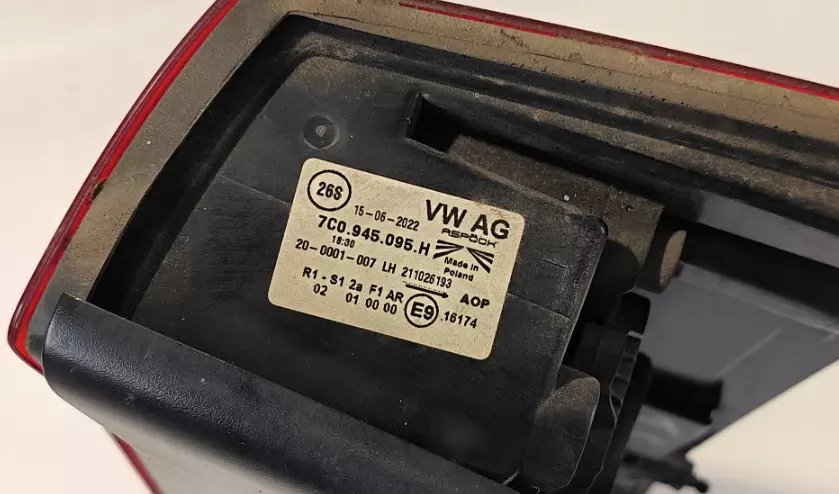 26S
15-06-2022
VW AG
7C0.945.095.H
ASPÖCK
18:30
Made in
Poland
20-0001-007 LH 211026193
AOP
R1 - S1 2a F1 AR
02 01 00 00
E9 .16174